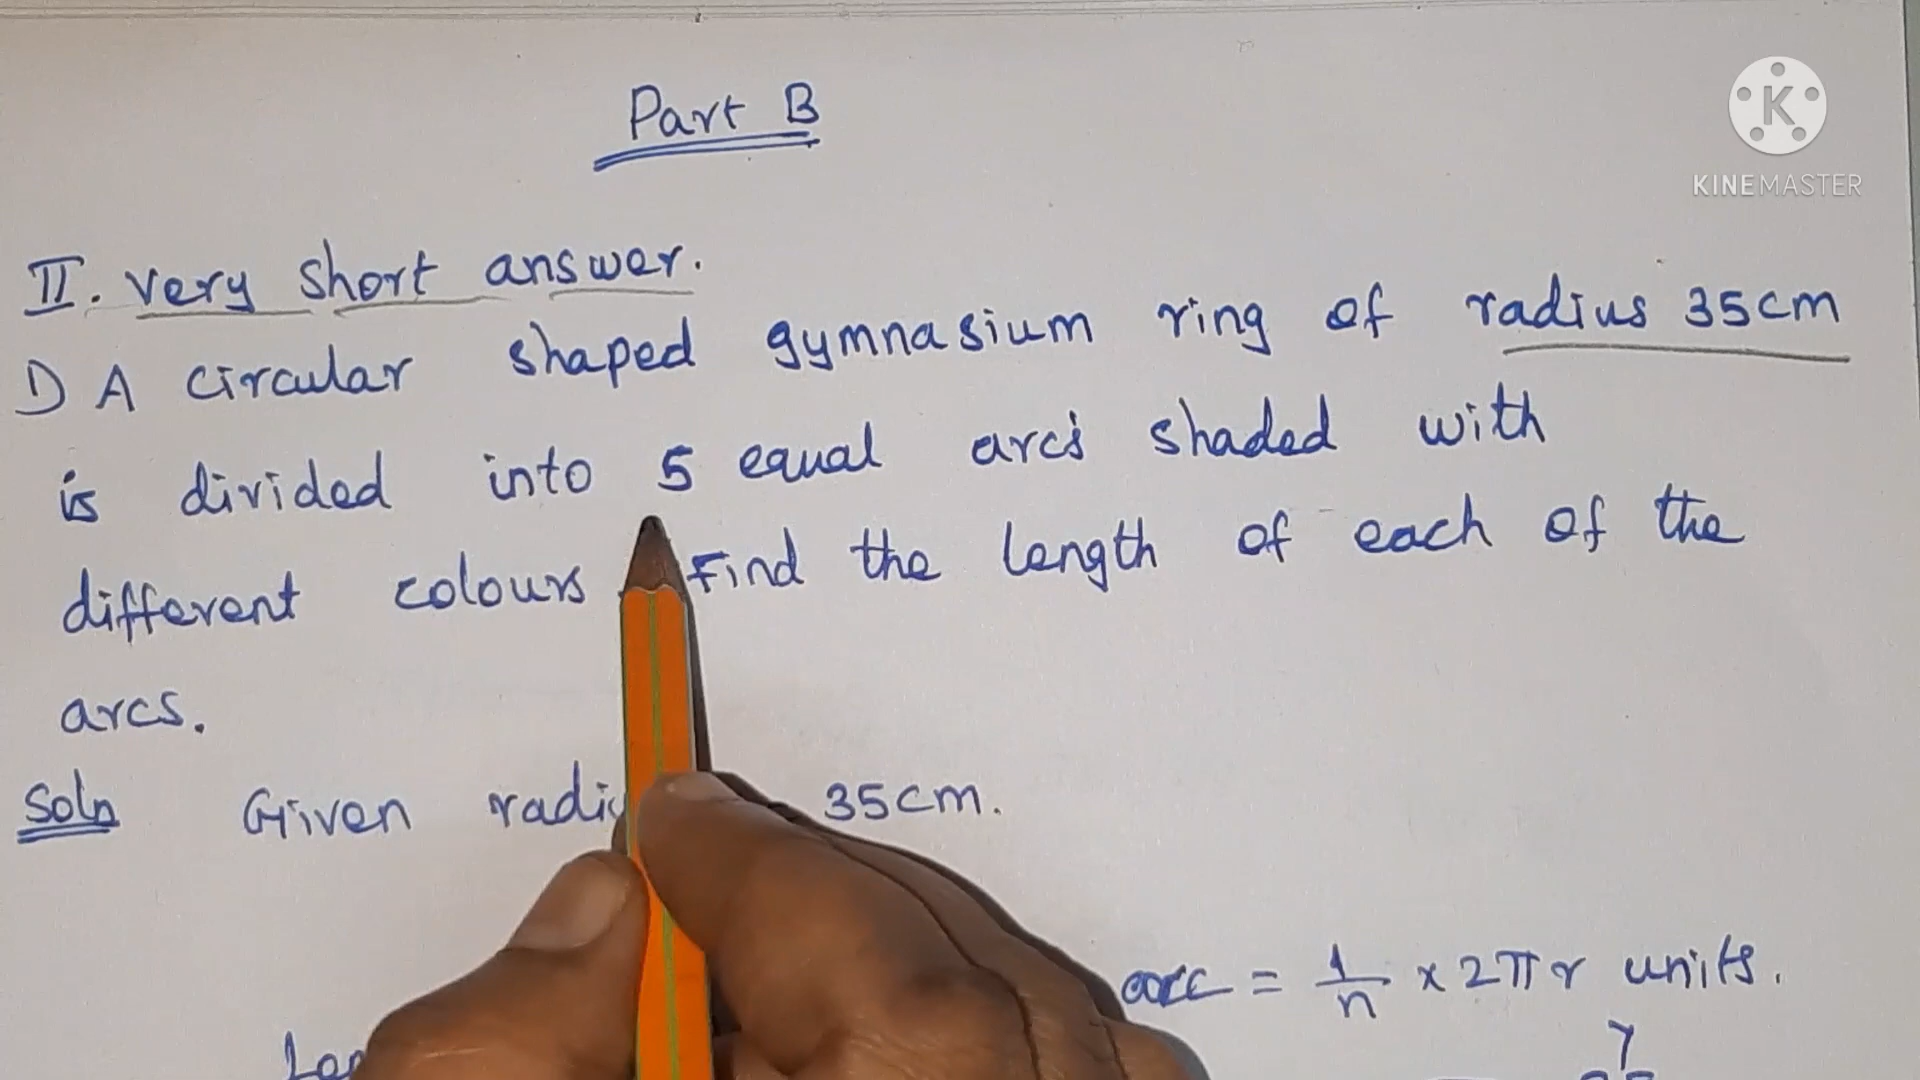 Part B
KINEMASTER
II. Very short answer.
1) A circular shaped gymnasium ring of radius 35cm
is divided into 5 equal arcs shaded with
different colours Find the length of each of the
arcs.
Soln Given 35cm.
arc = 1/n × 2πr units.
7